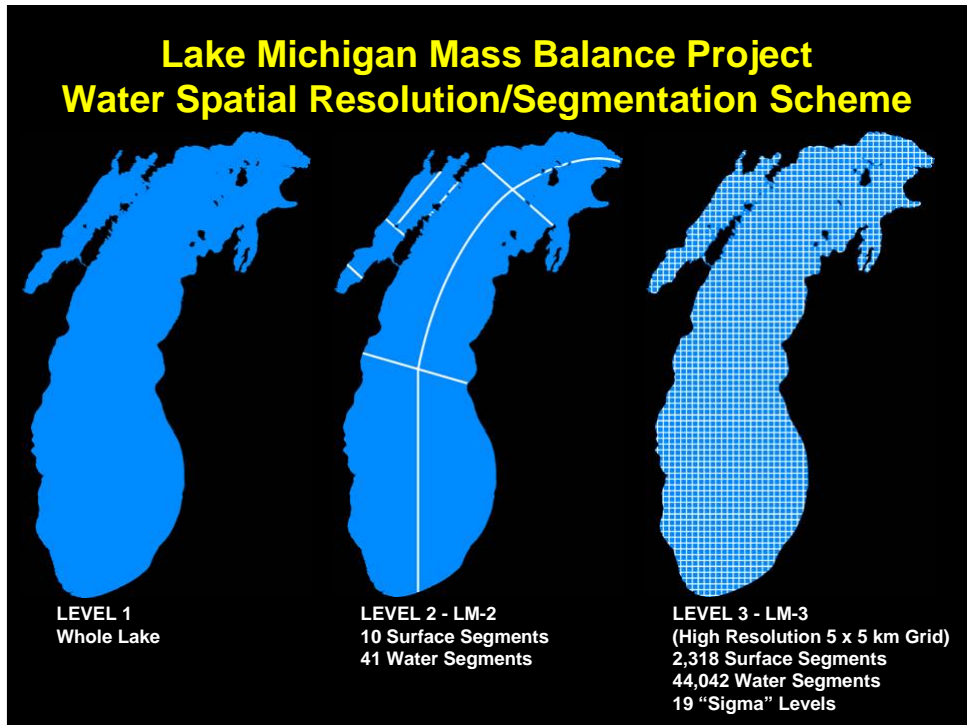 Lake Michigan Mass Balance Project
Water Spatial Resolution/Segmentation Scheme
LEVEL 1
Whole Lake
LEVEL 2 - LM-2
10 Surface Segments
41 Water Segments
LEVEL 3 - LM-3
(High Resolution 5 x 5 km Grid)
2,318 Surface Segments
44,042 Water Segments
19 “Sigma” Levels